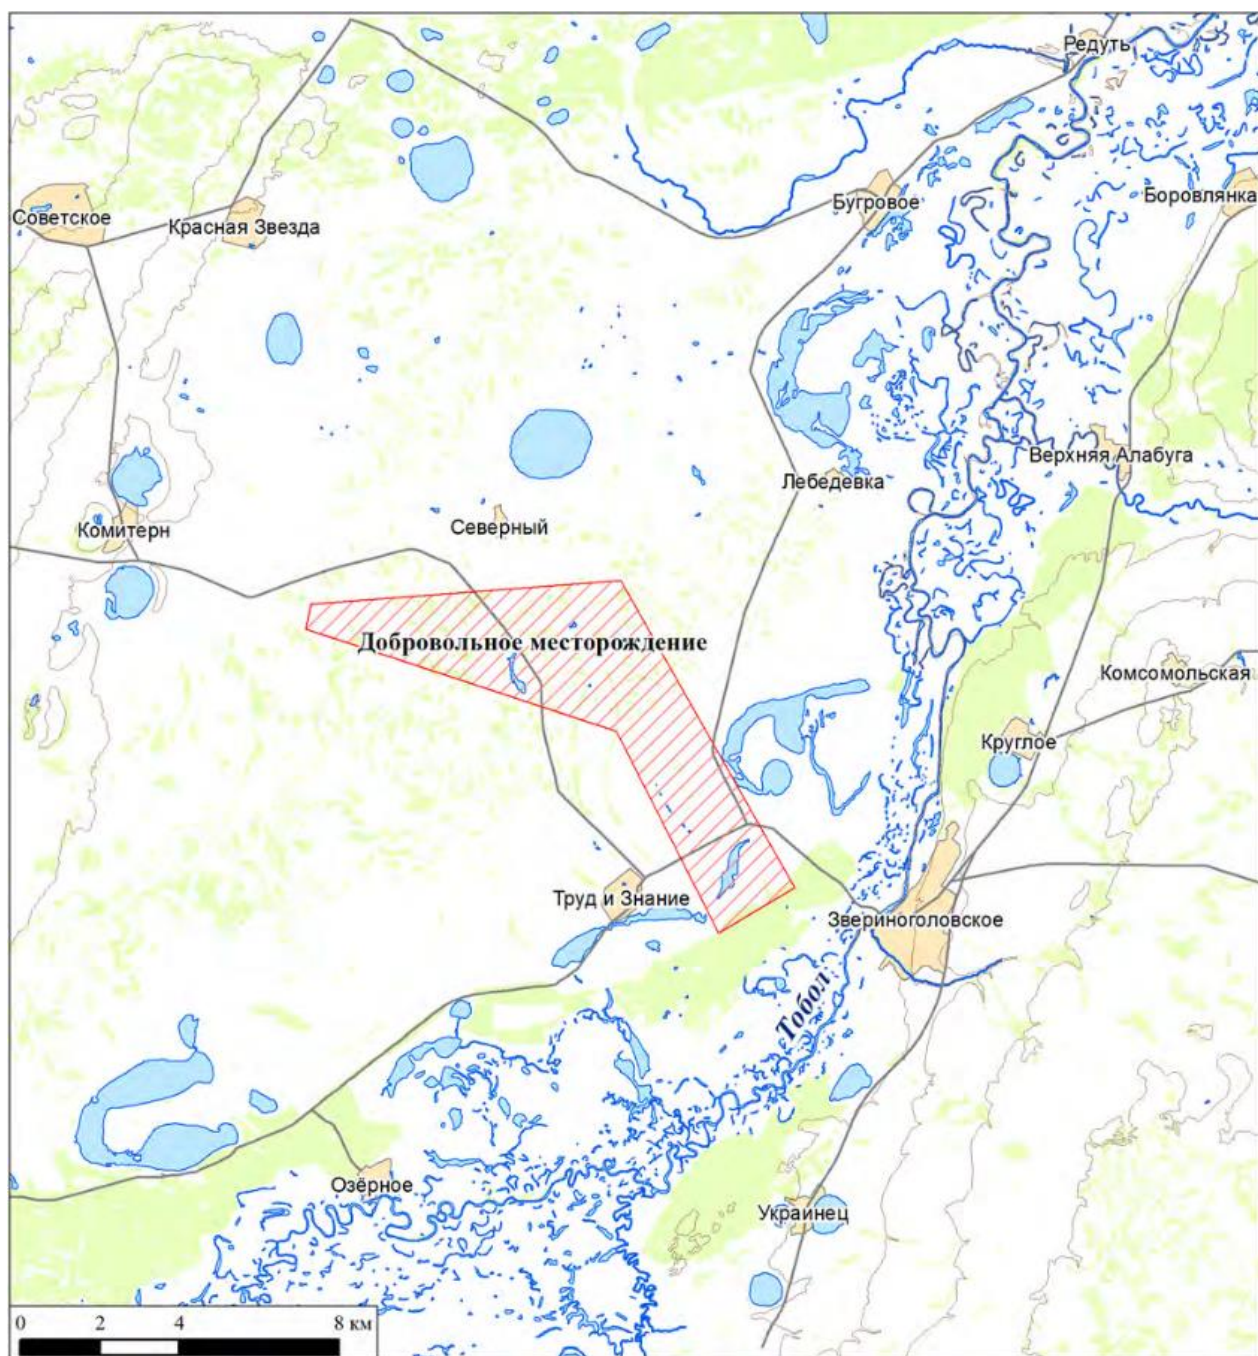 Редуть
Бугровое
Боровлянка
Советское
Красная Звезда
Верхняя Алабуга
Лебедевка
Северный
Комитерн
Добровольное месторождение
Комсомольская
Круглое
Труд и Знание
Звериноголовское
Тобол
Озёрное
Украинец
0 2 4 8 км